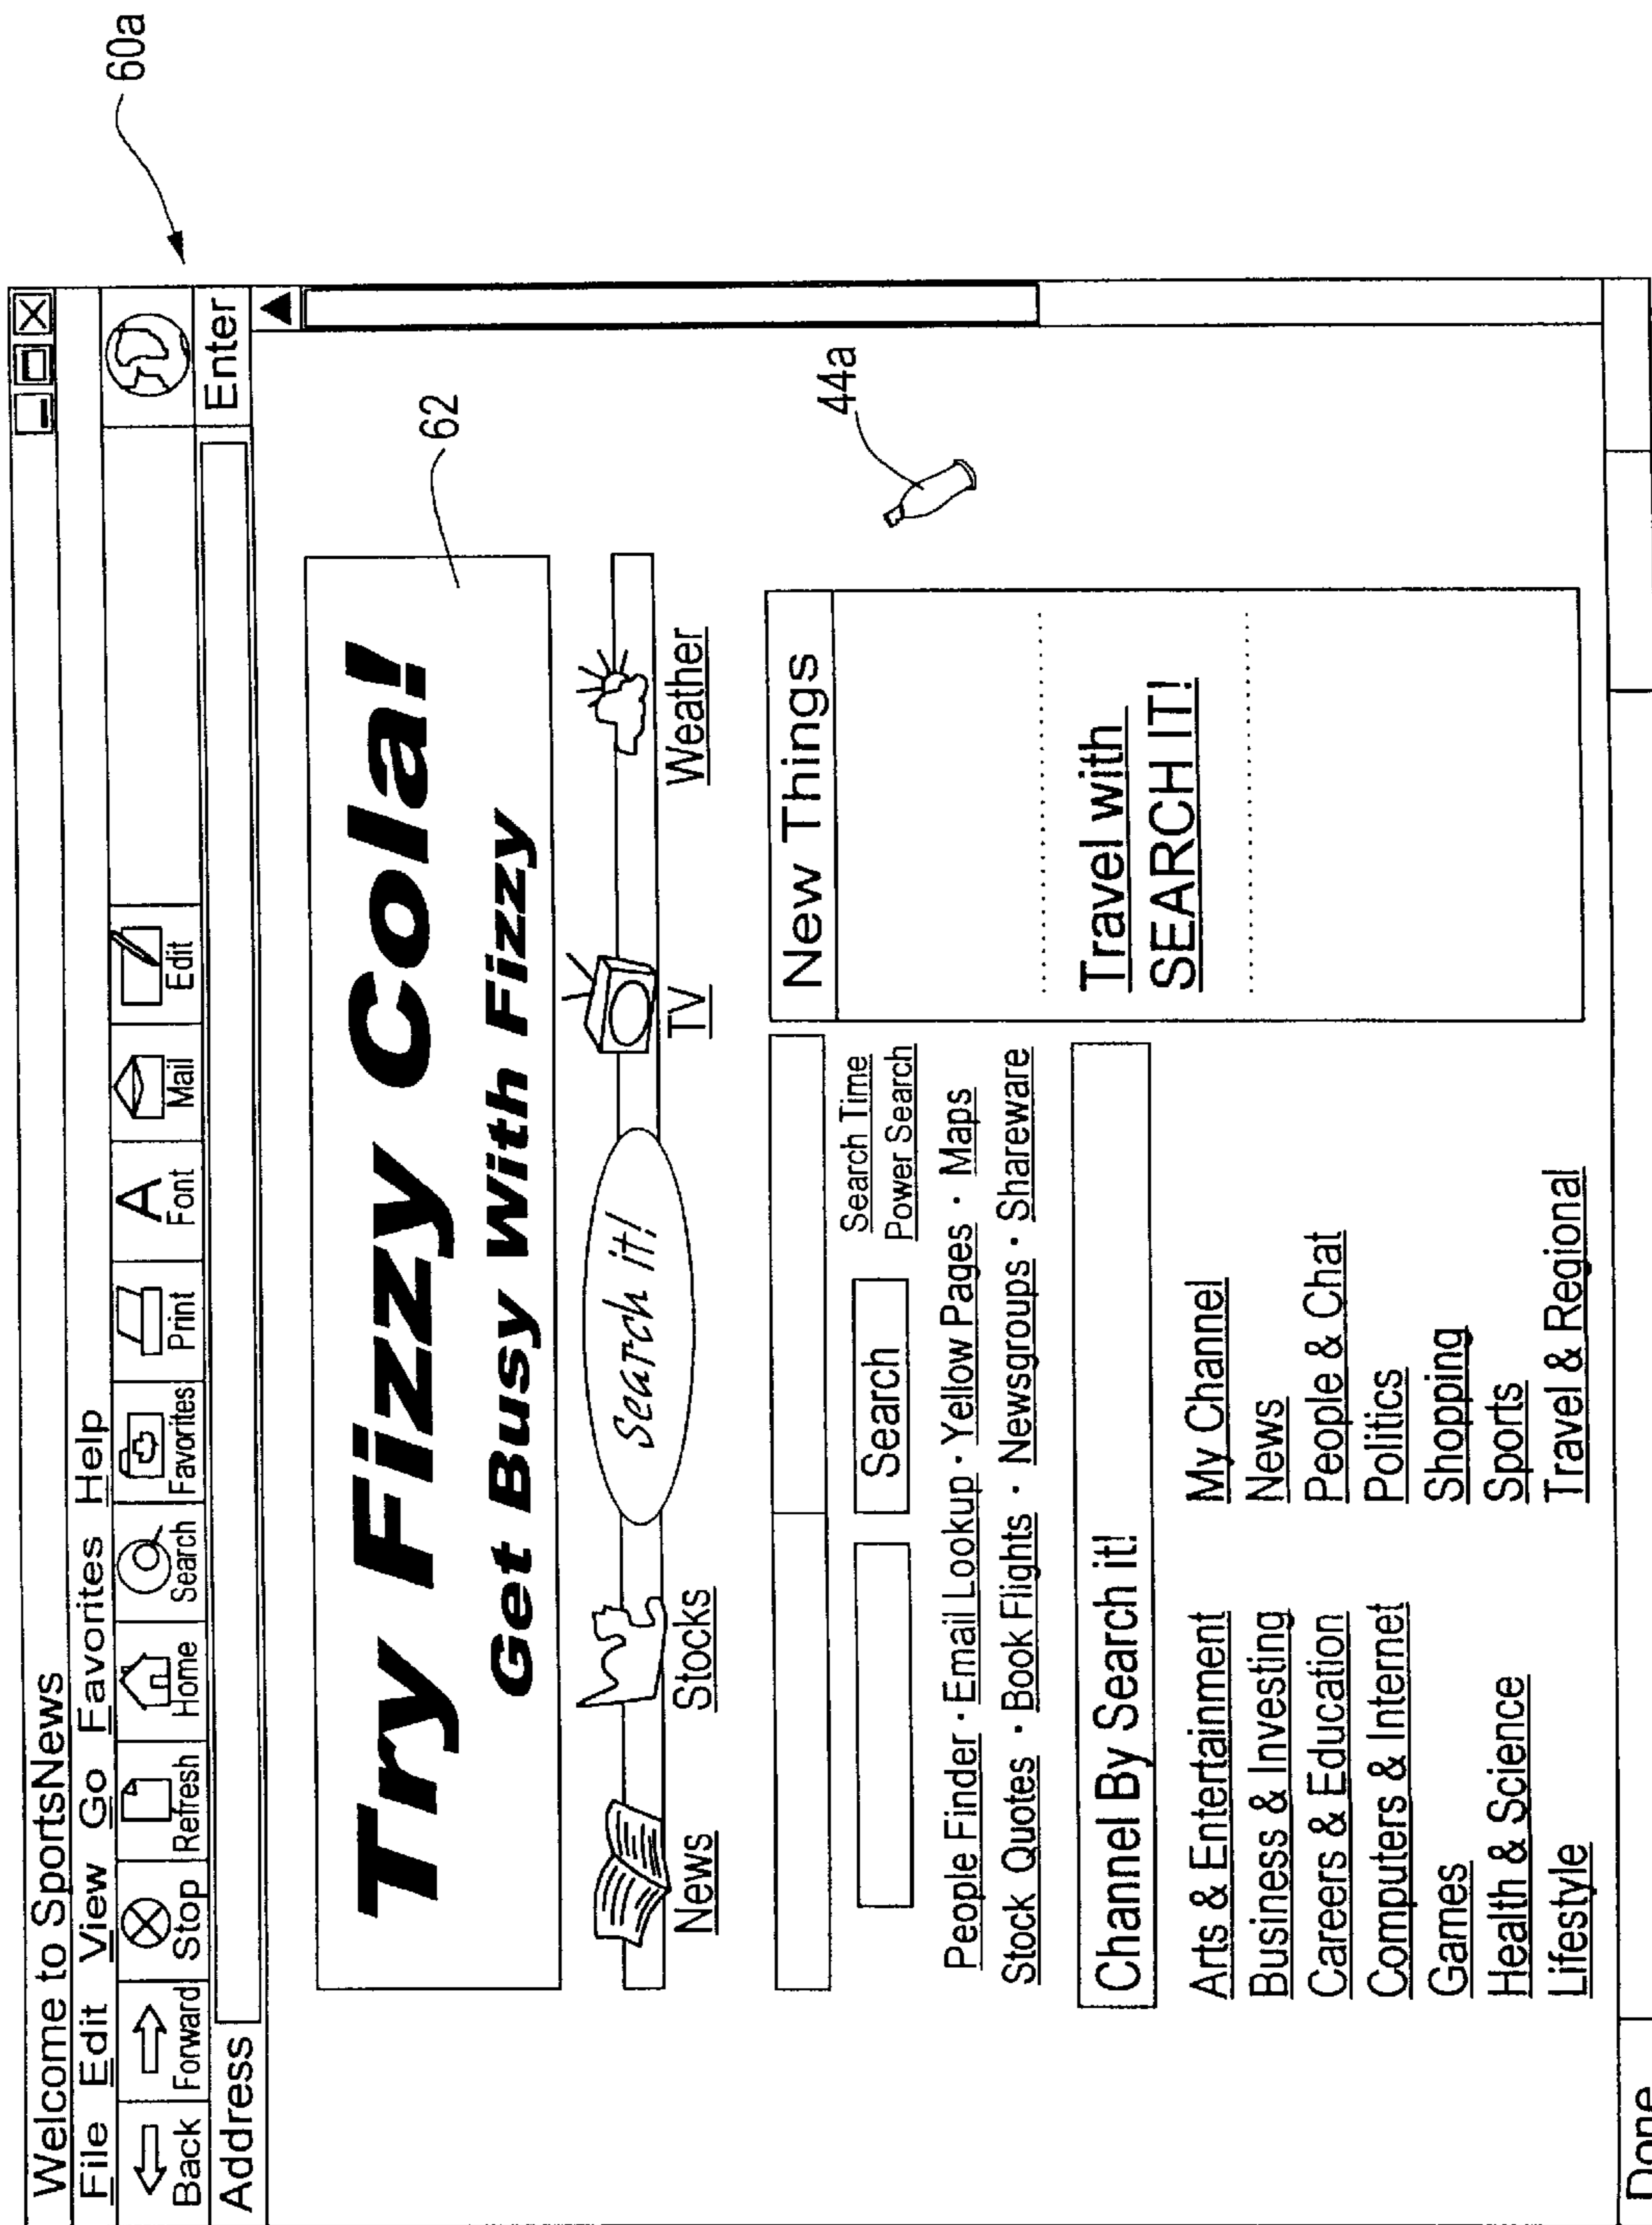 60a
Welcome to SportsNews
File Edit View Go Favorites Help
Back Forward Stop Refresh Home Search Favorites Print Font Mail Edit
Address Enter
Try Fizzy Cola!
Get Busy With Fizzy
62
Search it!
News Stocks TV Weather
44a
New Things
Travel with
SEARCH IT!
Search
Search Time
Power Search
People Finder · Email Lookup · Yellow Pages · Maps
Stock Quotes · Book Flights · Newsgroups · Shareware
Channel By Search it!
Arts & Entertainment
Business & Investing
Careers & Education
Computers & Internet
Games
Health & Science
Lifestyle
My Channel
News
People & Chat
Politics
Shopping
Sports
Travel & Regional
Done